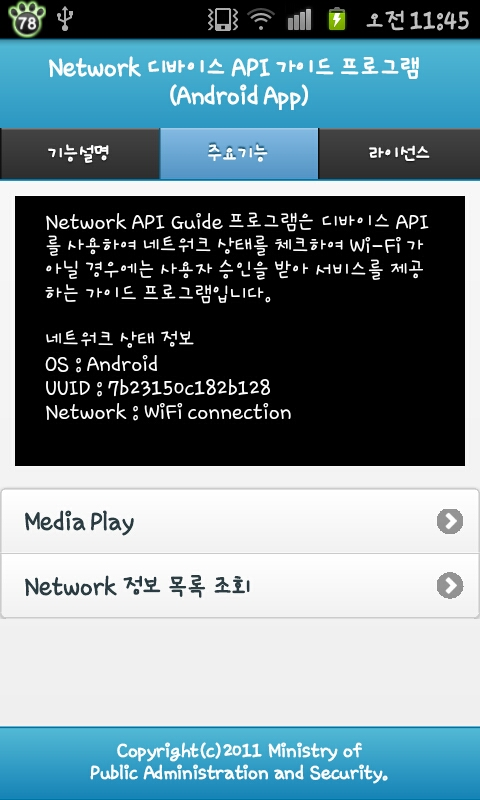 78 오전 11:45
Network 디바이스 API 가이드 프로그램
(Android App)
기능설명 주요기능 라이선스
Network API Guide 프로그램은 디바이스 API
를 사용하여 네트워크 상태를 체크하여 Wi-Fi 가
아닐 경우에는 사용자 승인을 받아 서비스를 제공
하는 가이드 프로그램입니다.
네트워크 상태 정보
OS : Android
UUID : 7b23150c182b128
Network : WiFi connection
Media Play
Network 정보 목록 조회
Copyright(c)2011 Ministry of
Public Administration and Security.